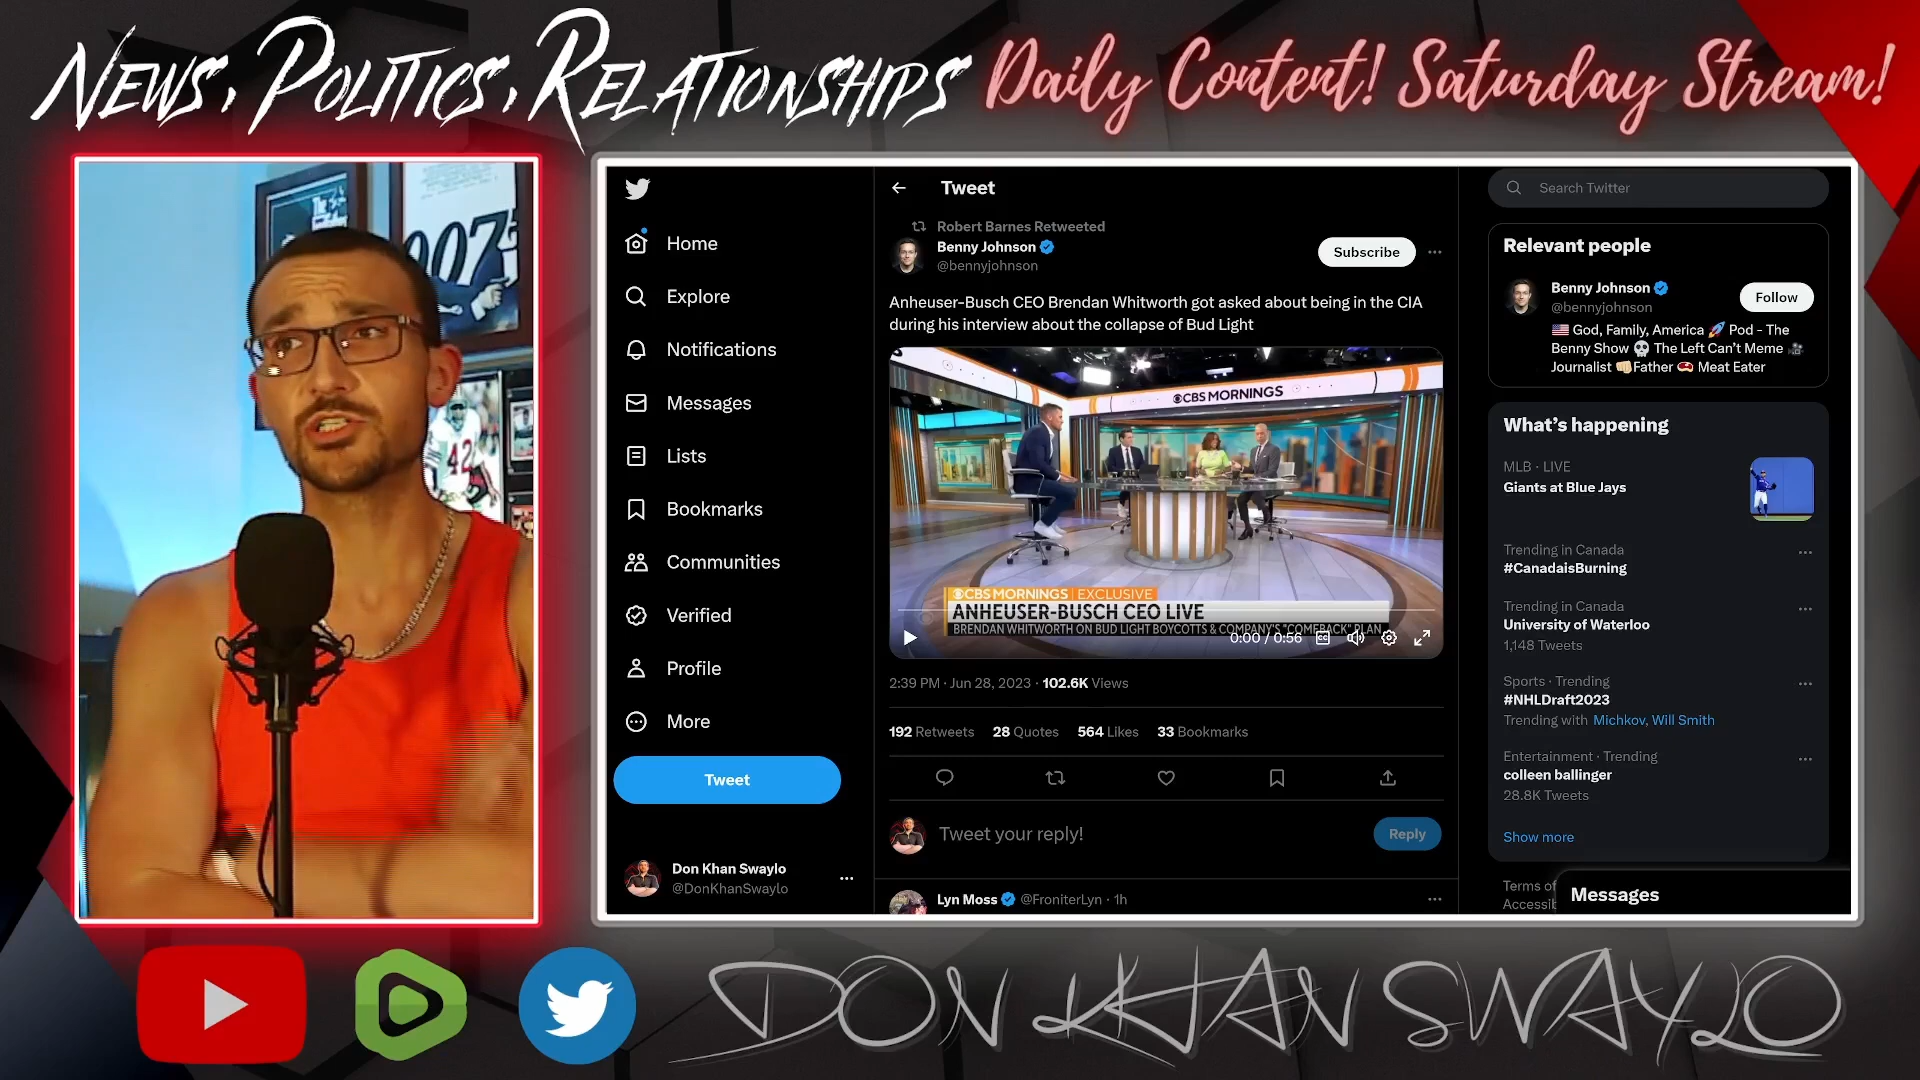 News, Politics, Relationships
Daily Content! Saturday Stream!
The
007
42
Home
Explore
Notifications
Messages
Lists
Bookmarks
Communities
Verified
Profile
More
Tweet
Don Khan Swaylo
@DonKhanSwaylo
Tweet
Robert Barnes Retweeted
Benny Johnson
@bennyjohnson
Subscribe
Anheuser-Busch CEO Brendan Whitworth got asked about being in the CIA
during his interview about the collapse of Bud Light
CBS MORNINGS
CBS MORNINGS | EXCLUSIVE
ANHEUSER-BUSCH CEO LIVE
BRENDAN WHITWORTH ON BUD LIGHT BOYCOTTS & COMPANY'S "COMEBACK" PLAN
0:00 / 0:56
CC
2:39 PM · Jun 28, 2023 · 102.6K Views
192 Retweets 28 Quotes 564 Likes 33 Bookmarks
Tweet your reply!
Reply
Lyn Moss @FroniterLyn · 1h
Search Twitter
Relevant people
Benny Johnson
@bennyjohnson
Follow
🇺🇸 God, Family, America 🚀 Pod - The
Benny Show 💀 The Left Can't Meme 🎥
Journalist 👊🏼Father 🥩 Meat Eater
What's happening
MLB · LIVE
Giants at Blue Jays
Trending in Canada
#CanadaisBurning
Trending in Canada
University of Waterloo
1,148 Tweets
Sports · Trending
#NHLDraft2023
Trending with Michkov, Will Smith
Entertainment · Trending
colleen ballinger
28.8K Tweets
Show more
Terms of
Accessib
Messages
DON KHAN SWAYLO